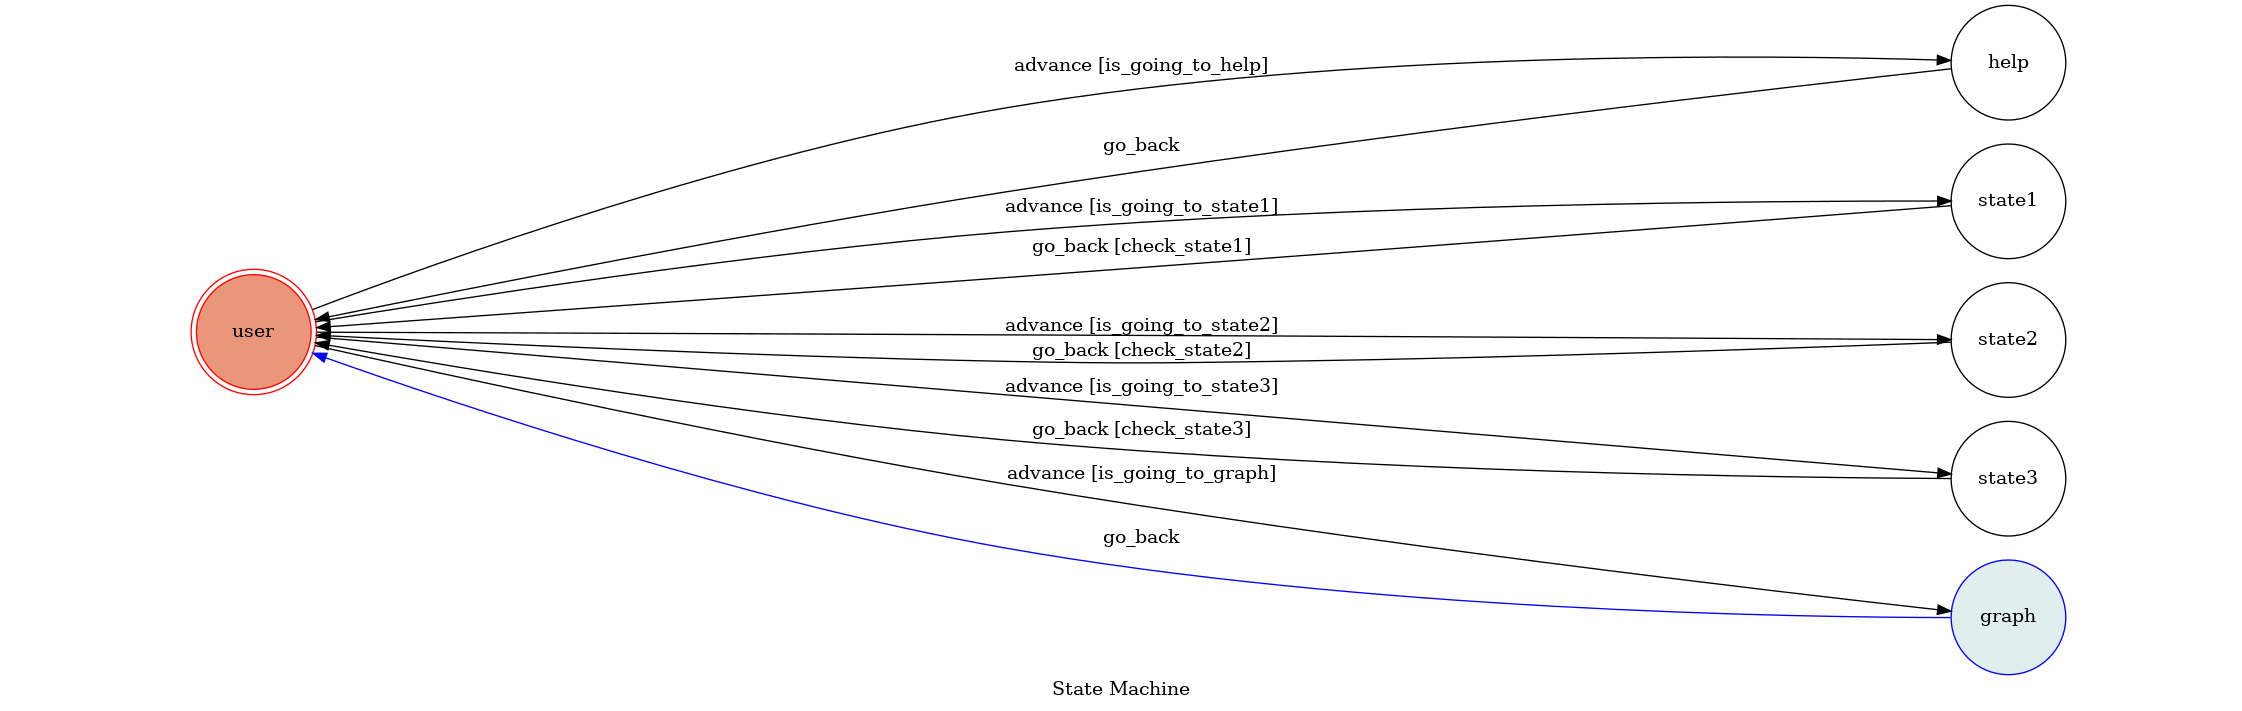 help
advance [is_going_to_help]
go_back
state1
advance [is_going_to_state1]
go_back [check_state1]
user
advance [is_going_to_state2]
state2
go_back [check_state2]
advance [is_going_to_state3]
go_back [check_state3]
state3
advance [is_going_to_graph]
go_back
graph
State Machine